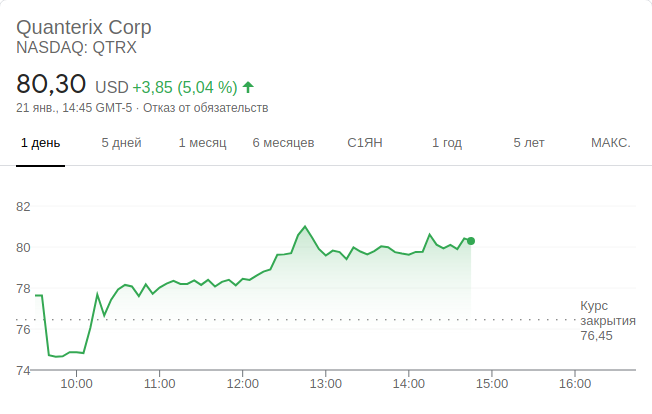 Quanterix Corp
NASDAQ: QTRX
80,30 USD +3,85 (5,04 %)
21 янв., 14:45 GMT-5 · Отказ от обязательств
1 день 5 дней 1 месяц 6 месяцев С1ЯН 1 год 5 лет МАКС.
82
80
78
Курс
закрытия
76,45
76
74
10:00 11:00 12:00 13:00 14:00 15:00 16:00